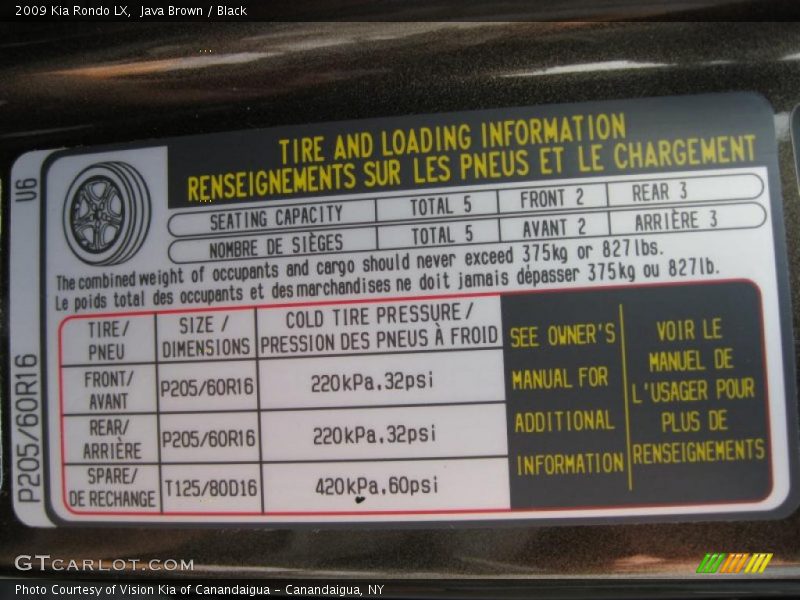 2009 Kia Rondo LX,  Java Brown / Black
U6
P205/60R16
TIRE AND LOADING INFORMATION
RENSEIGNEMENTS SUR LES PNEUS ET LE CHARGEMENT
SEATING CAPACITY TOTAL 5 FRONT 2 REAR 3
NOMBRE DE SIÈGES TOTAL 5 AVANT 2 ARRIÈRE 3
The combined weight of occupants and cargo should never exceed 375kg or 827lbs.
Le poids total des occupants et des marchandises ne doit jamais dépasser 375kg ou 827lb.
TIRE/
PNEU
SIZE /
DIMENSIONS
COLD TIRE PRESSURE/
PRESSION DES PNEUS À FROID
FRONT/
AVANT
P205/60R16
220kPa,32psi
REAR/
ARRIÈRE
P205/60R16
220kPa,32psi
SPARE/
DE RECHANGE
T125/80D16
420kPa,60psi
SEE OWNER'S
MANUAL FOR
ADDITIONAL
INFORMATION
VOIR LE
MANUEL DE
L'USAGER POUR
PLUS DE
RENSEIGNEMENTS
GTCARLOT.COM
Photo Courtesy of Vision Kia of Canandaigua – Canandaigua, NY